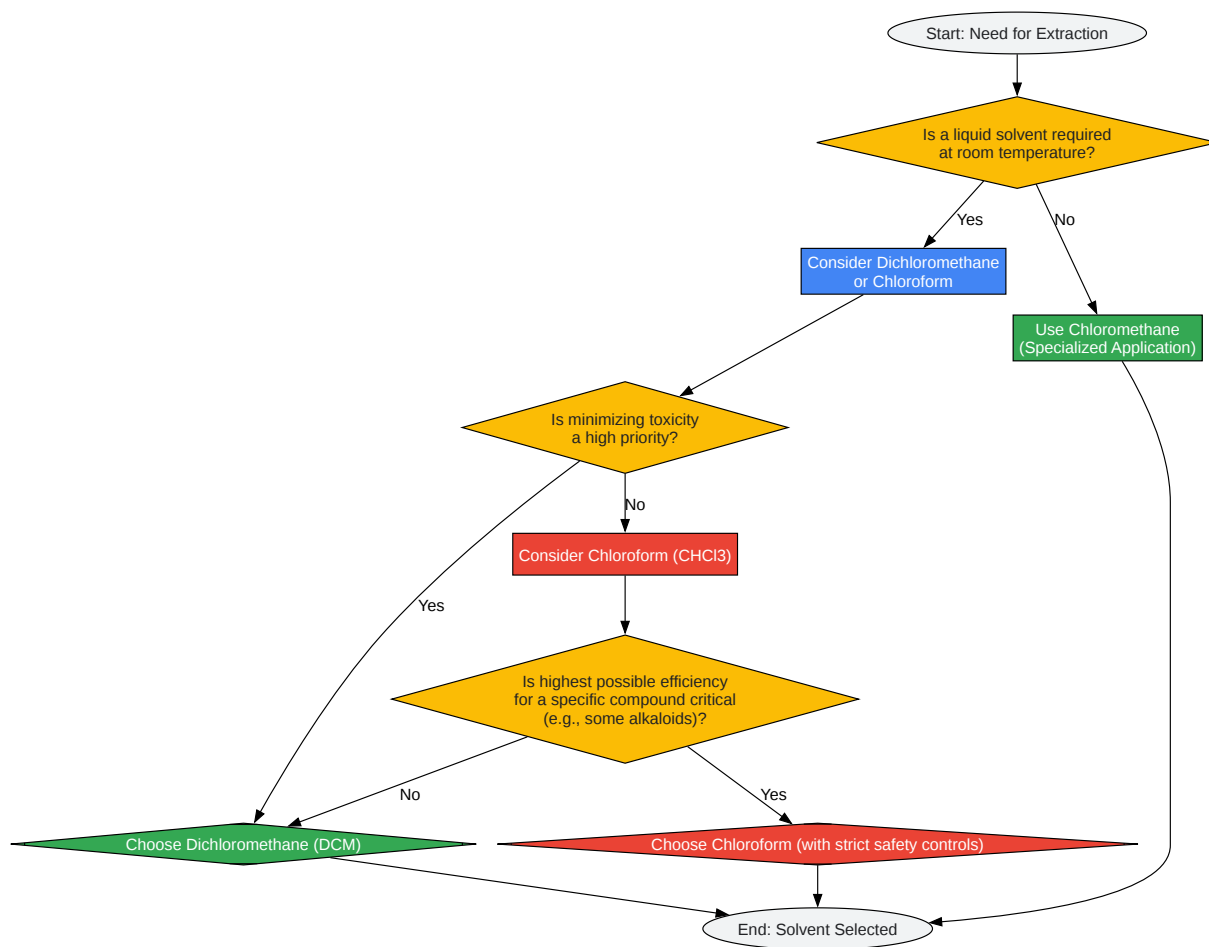 Start: Need for Extraction
Is a liquid solvent required
at room temperature?
Yes
No
Consider Dichloromethane
or Chloroform
Use Chloromethane
(Specialized Application)
Is minimizing toxicity
a high priority?
No
Consider Chloroform (CHCl3)
Yes
Is highest possible efficiency
for a specific compound critical
(e.g., some alkaloids)?
No
Yes
Choose Dichloromethane (DCM)
Choose Chloroform (with strict safety controls)
End: Solvent Selected